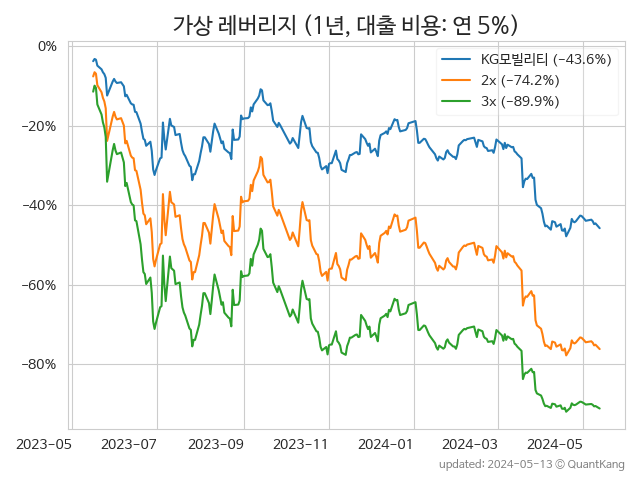 가상 레버리지 (1년, 대출 비용: 연 5%)
KG모빌리티 (−43.6%)
2x (−74.2%)
3x (−89.9%)
0%
−20%
−40%
−60%
−80%
2023-05 2023-07 2023-09 2023-11 2024-01 2024-03 2024-05
updated: 2024-05-13 © QuantKang